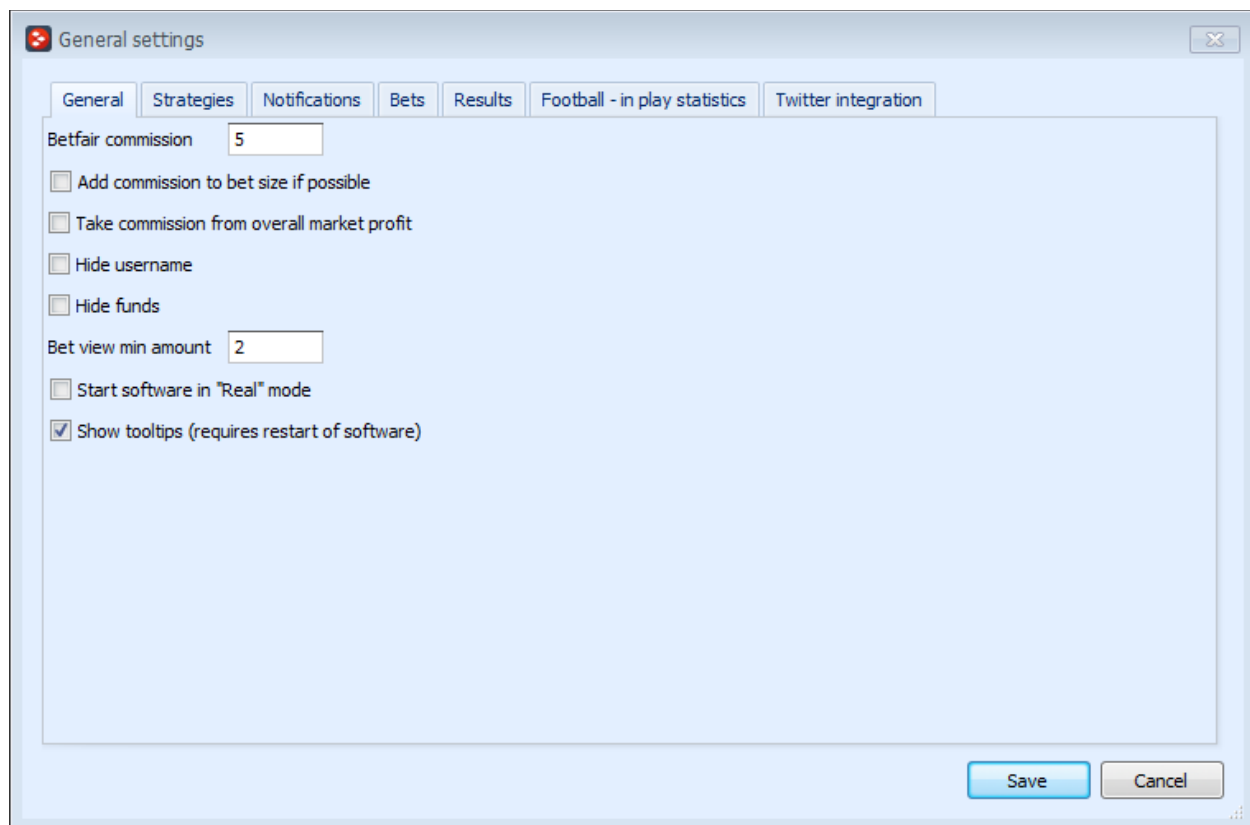 General settings
General Strategies Notifications Bets Results Football - in play statistics Twitter integration
Betfair commission 5
Add commission to bet size if possible
Take commission from overall market profit
Hide username
Hide funds
Bet view min amount 2
Start software in "Real" mode
Show tooltips (requires restart of software)
Save Cancel